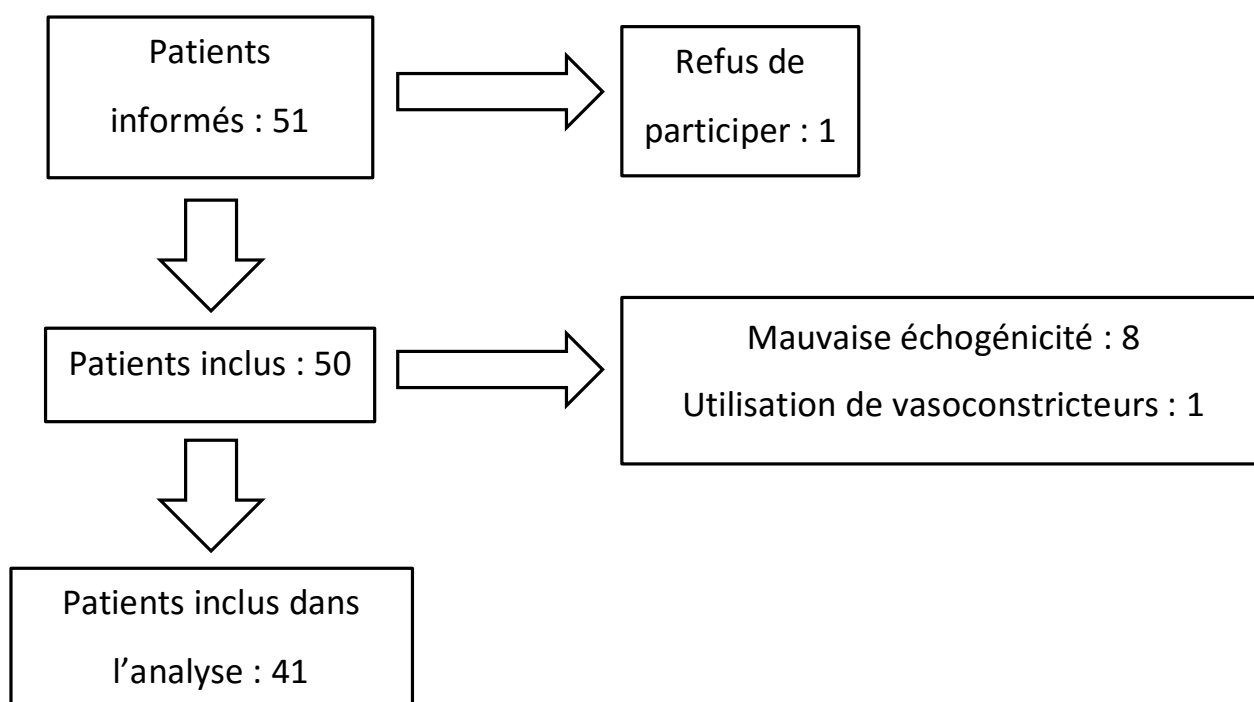 Patients
informés : 51
Refus de
participer : 1
Patients inclus : 50
Mauvaise échogénicité : 8
Utilisation de vasoconstricteurs : 1
Patients inclus dans
l’analyse : 41